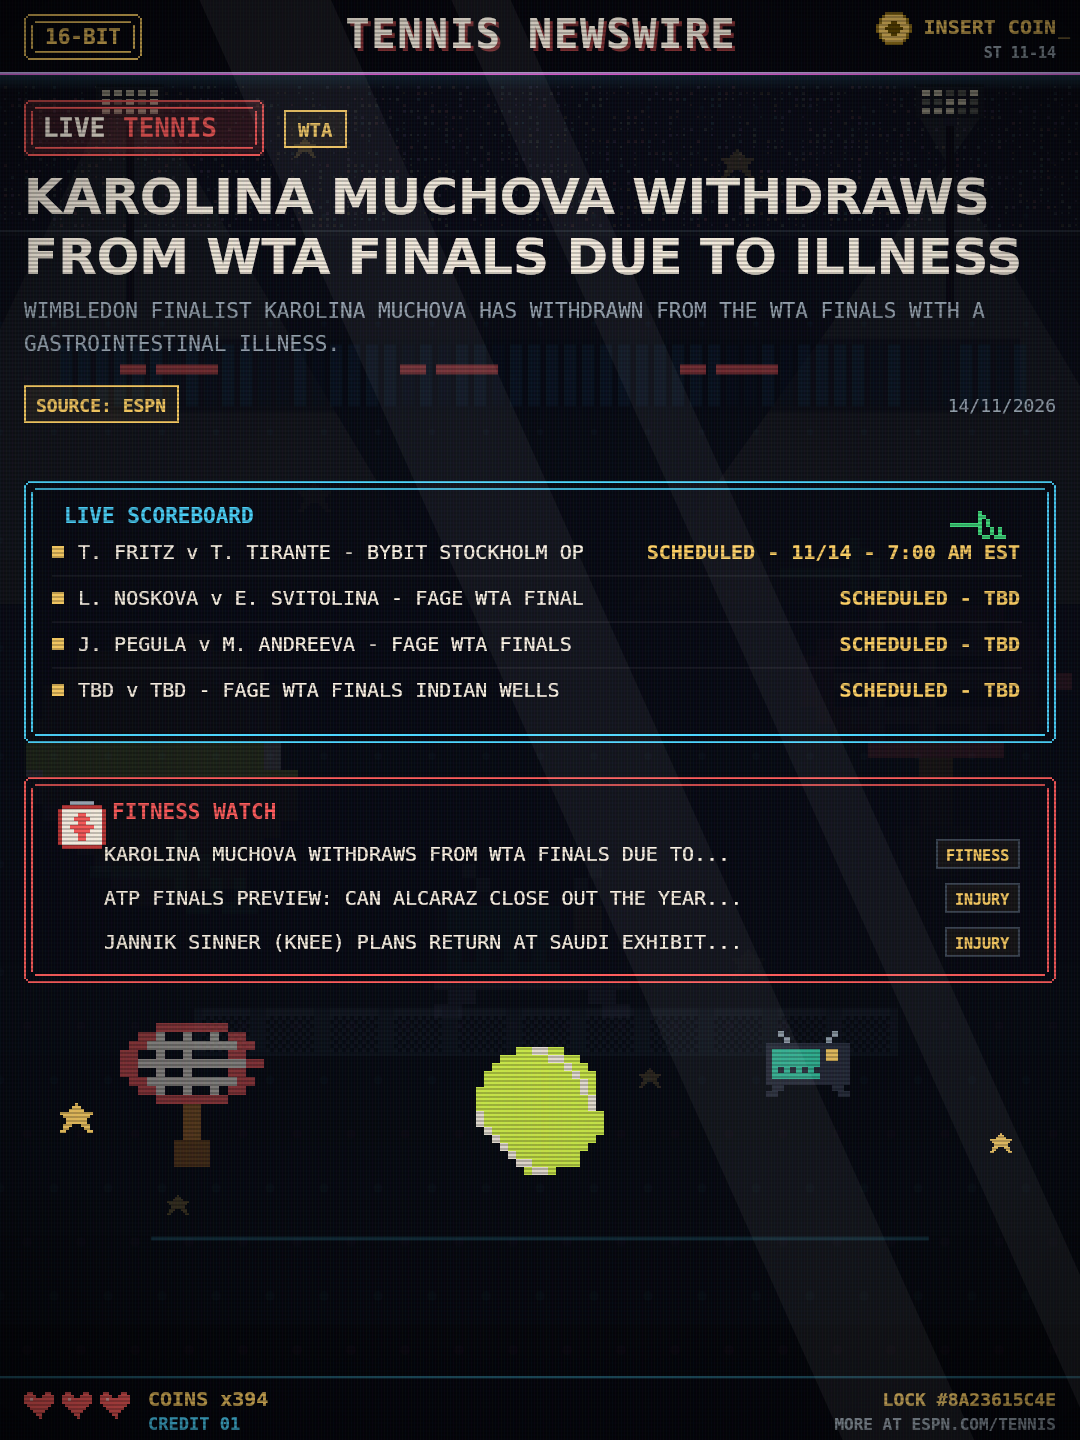 16-BIT
TENNIS NEWSWIRE
INSERT COIN_
ST 11-14
LIVE TENNIS
WTA
KAROLINA MUCHOVA WITHDRAWS
FROM WTA FINALS DUE TO ILLNESS
WIMBLEDON FINALIST KAROLINA MUCHOVA HAS WITHDRAWN FROM THE WTA FINALS WITH A
GASTROINTESTINAL ILLNESS.
SOURCE: ESPN
14/11/2026
LIVE SCOREBOARD
T. FRITZ v T. TIRANTE - BYBIT STOCKHOLM OP SCHEDULED - 11/14 - 7:00 AM EST
L. NOSKOVA v E. SVITOLINA - FAGE WTA FINAL SCHEDULED - TBD
J. PEGULA v M. ANDREEVA - FAGE WTA FINALS SCHEDULED - TBD
TBD v TBD - FAGE WTA FINALS INDIAN WELLS SCHEDULED - TBD
FITNESS WATCH
KAROLINA MUCHOVA WITHDRAWS FROM WTA FINALS DUE TO... FITNESS
ATP FINALS PREVIEW: CAN ALCARAZ CLOSE OUT THE YEAR... INJURY
JANNIK SINNER (KNEE) PLANS RETURN AT SAUDI EXHIBIT... INJURY
COINS x394
CREDIT 01
LOCK #8A23615C4E
MORE AT ESPN.COM/TENNIS